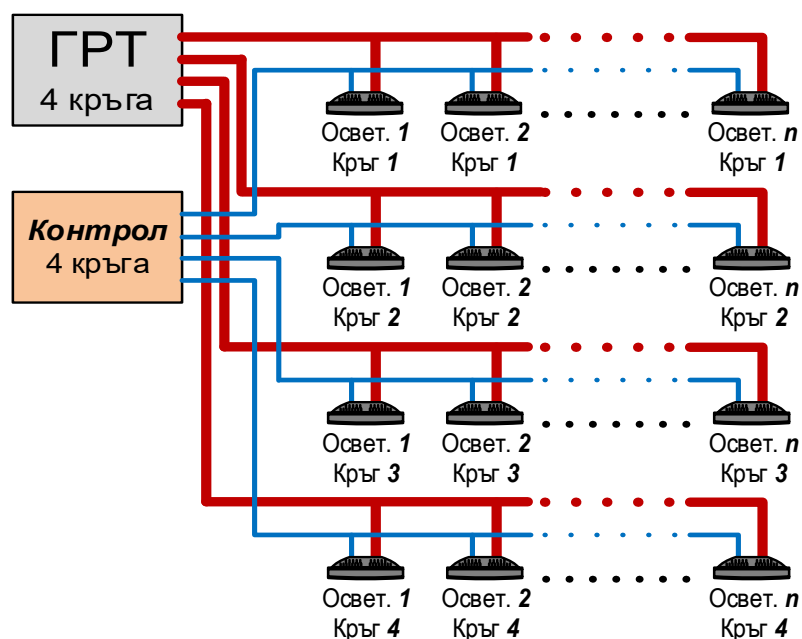 ГРТ
4 кръга
Освет. 1 Освет. 2 Освет. n
Кръг 1 Кръг 1 Кръг 1
Контрол
4 кръга
Освет. 1 Освет. 2 Освет. n
Кръг 2 Кръг 2 Кръг 2
Освет. 1 Освет. 2 Освет. n
Кръг 3 Кръг 3 Кръг 3
Освет. 1 Освет. 2 Освет. n
Кръг 4 Кръг 4 Кръг 4